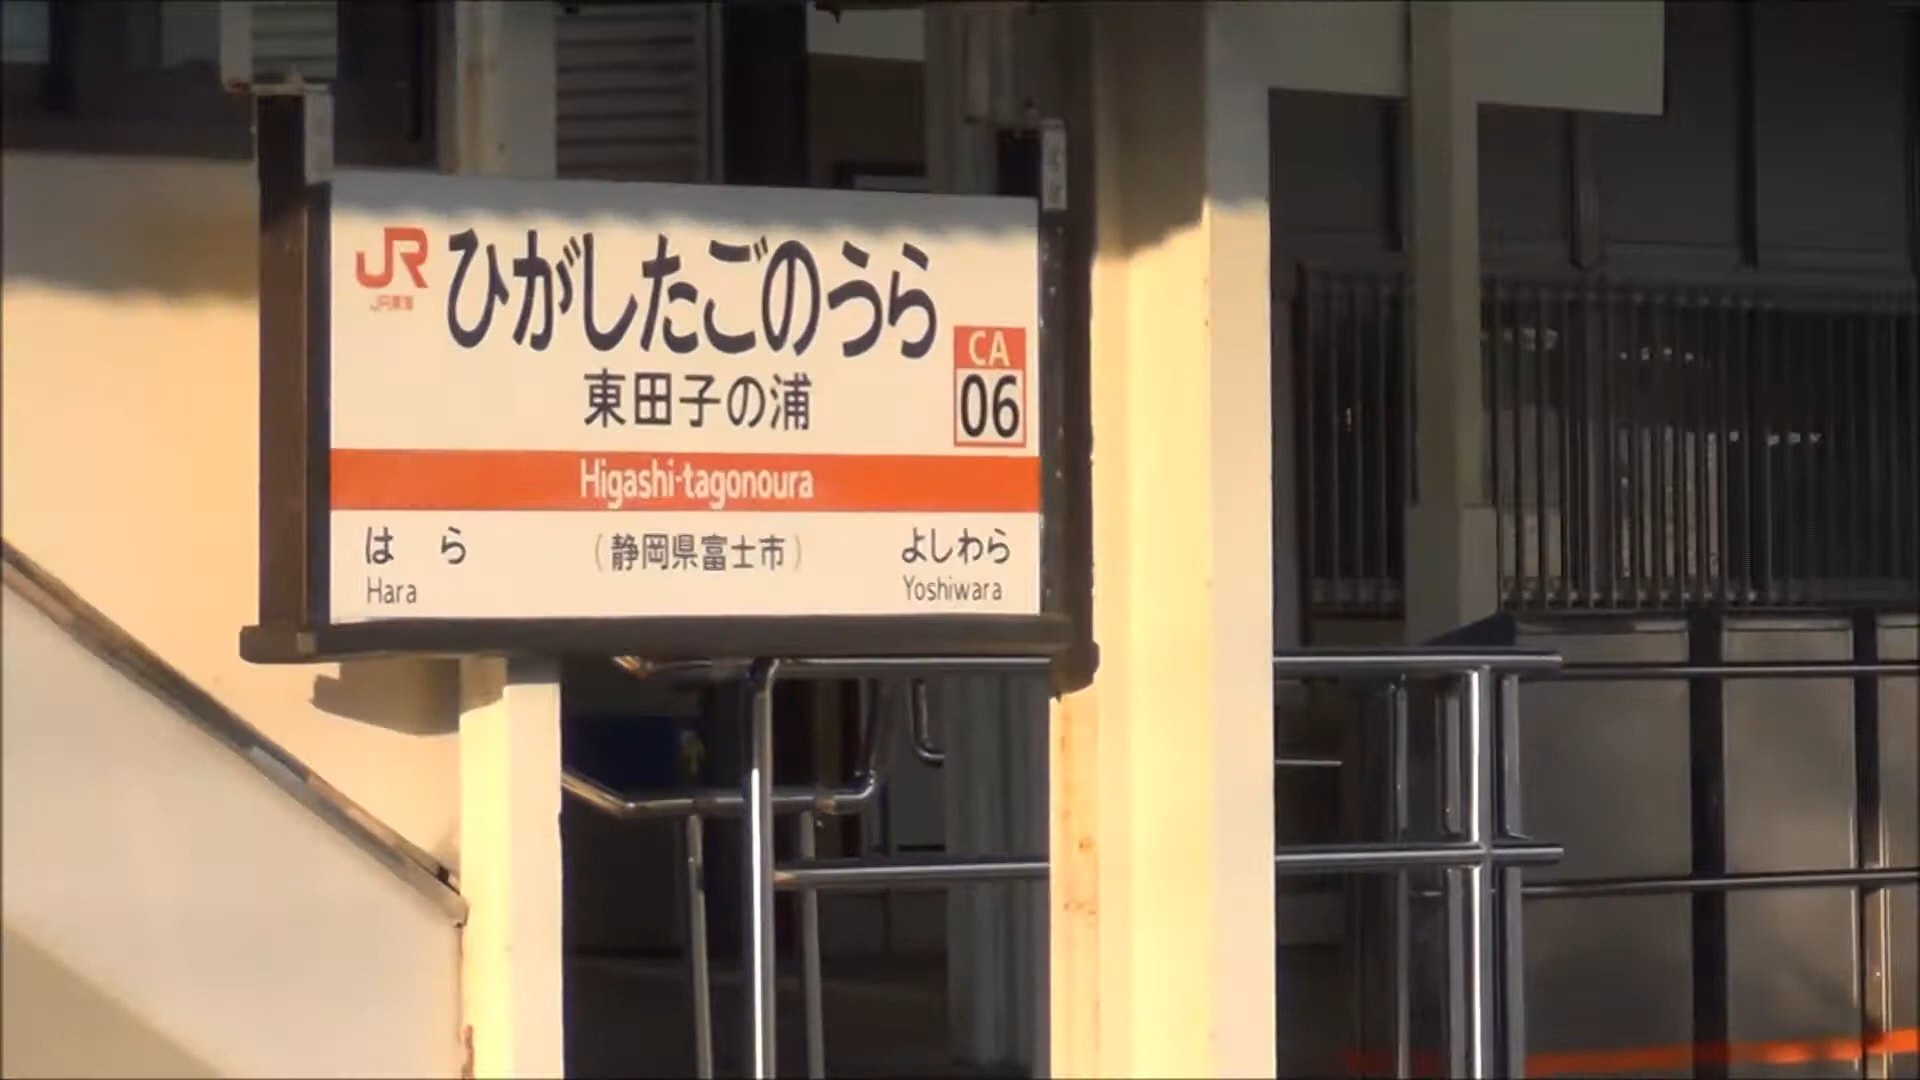 JR
JR東海
ひがしたごのうら
CA
06
東田子の浦
Higashi-tagonoura
は ら
(静岡県富士市)
よしわら
Hara
Yoshiwara